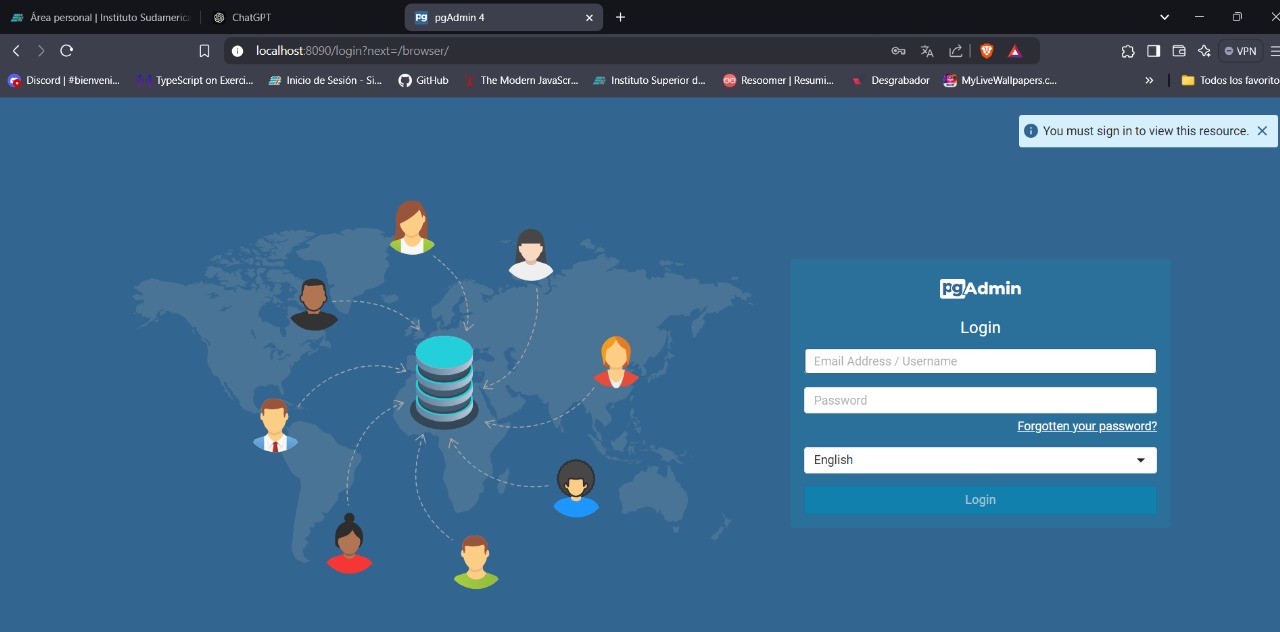 Área personal | Instituto Sudameric
ChatGPT
pgAdmin 4
localhost:8090/login?next=/browser/
VPN
Discord | #bienveni...
TypeScript on Exerci...
Inicio de Sesión - Si...
GitHub
The Modern JavaScr...
Instituto Superior d...
Resoomer | Resumi...
Desgrabador
MyLiveWallpapers.c...
Todos los favorito
You must sign in to view this resource.
pgAdmin
Login
Email Address / Username
Password
Forgotten your password?
English
Login